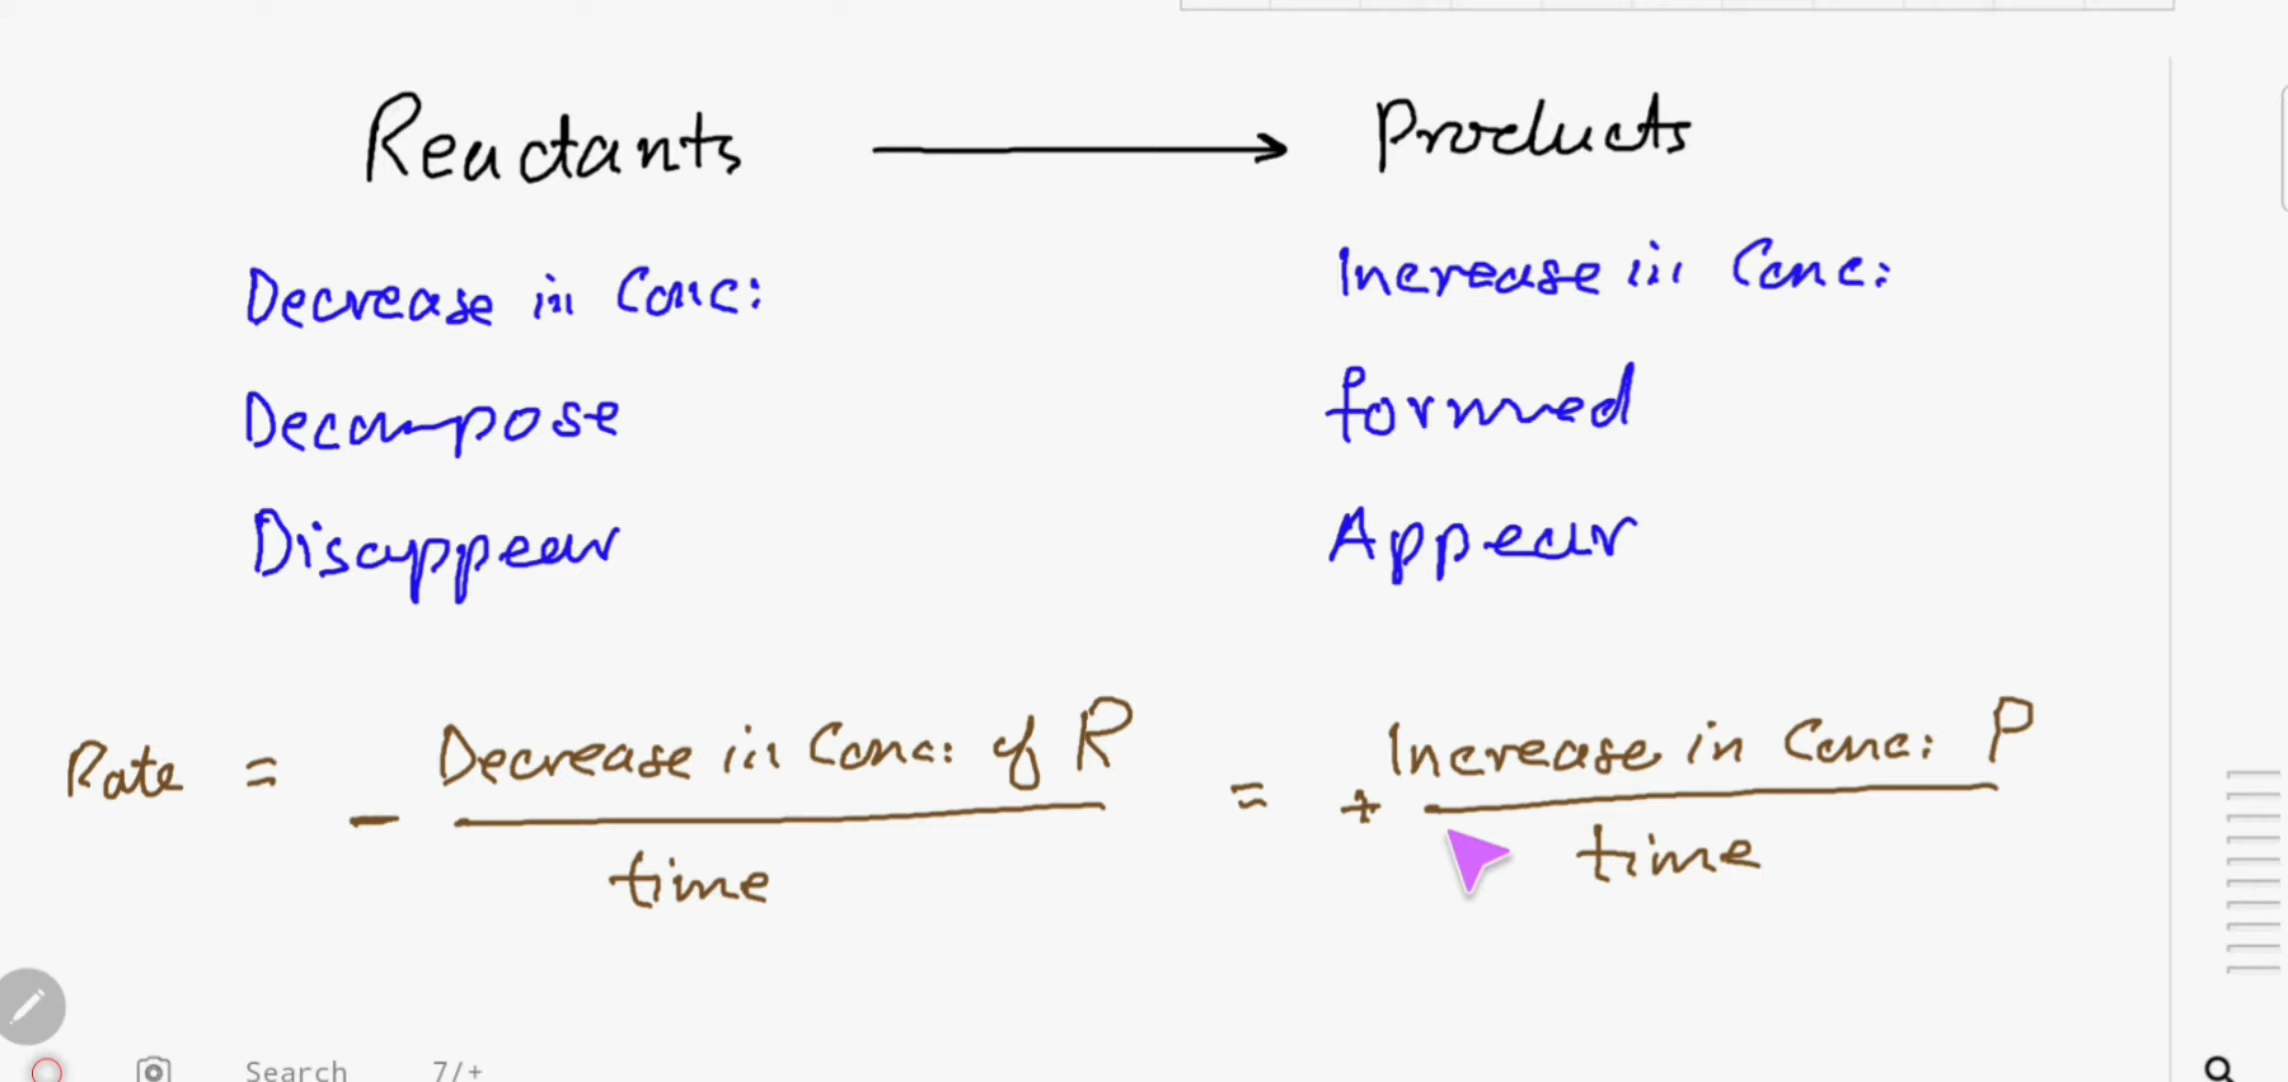 Reactants → Products
Decrease in Conc:
Increase in Conc:
Decompose
formed
Disappear
Appear
Rate = - Decrease in Conc: of R / time = + Increase in Conc: P / time
Search 7/+